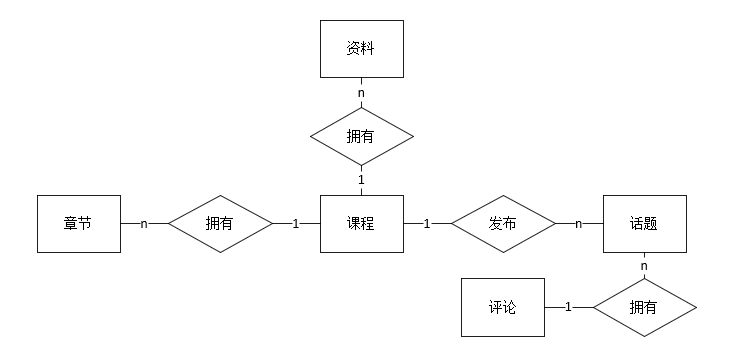 资料
n
拥有
1
章节 n 拥有 1 课程 1 发布 n 话题
n
评论 1 拥有